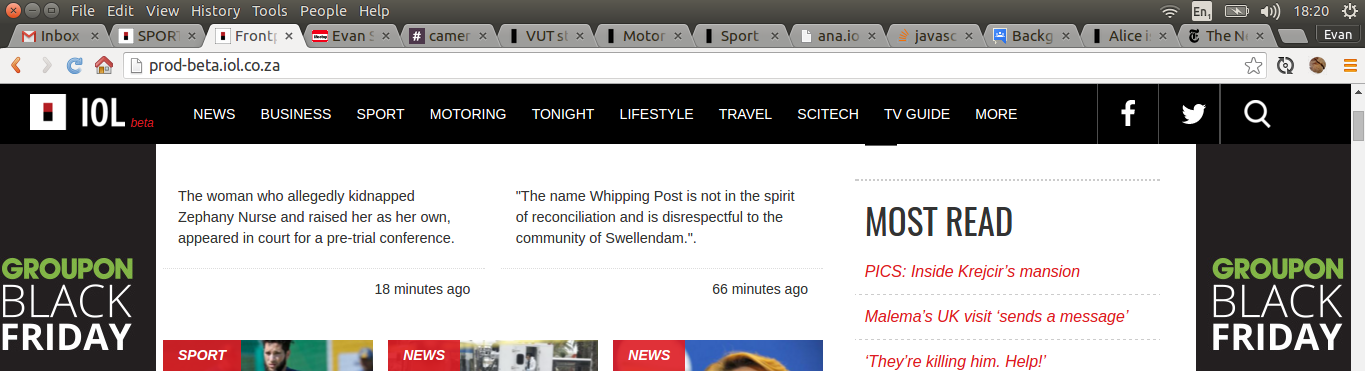 File Edit View History Tools People Help
En1 18:20
Inbox SPORT Front Evan S camer VUT st Motor Sport ana.io javasc Backg Alice i The Ne Evan
prod-beta.iol.co.za
IOL beta NEWS BUSINESS SPORT MOTORING TONIGHT LIFESTYLE TRAVEL SCITECH TV GUIDE MORE
The woman who allegedly kidnapped
Zephany Nurse and raised her as her own,
appeared in court for a pre-trial conference.
18 minutes ago
"The name Whipping Post is not in the spirit
of reconciliation and is disrespectful to the
community of Swellendam.".
66 minutes ago
SPORT
NEWS
NEWS
MOST READ
PICS: Inside Krejcir’s mansion
Malema’s UK visit ‘sends a message’
‘They’re killing him. Help!’
GROUPON
BLACK
FRIDAY
GROUPON
BLACK
FRIDAY